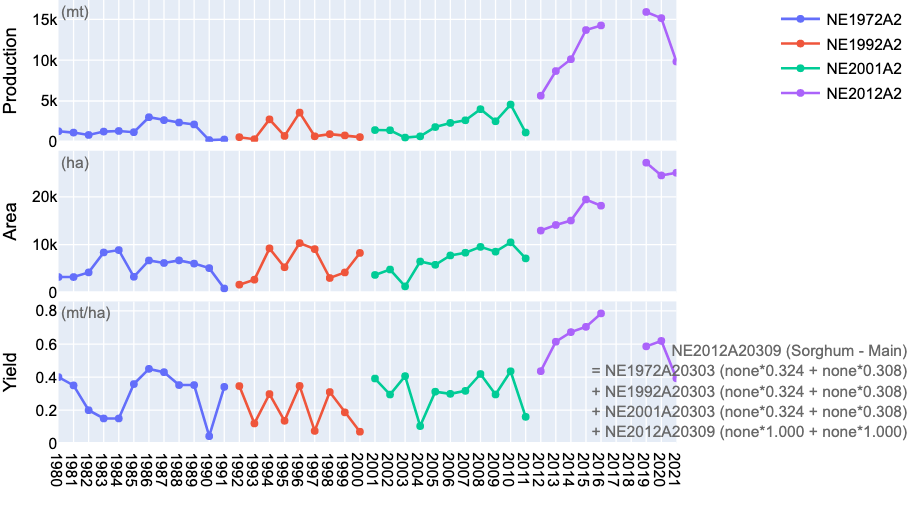 (mt)
15k
10k
5k
0
Production
NE1972A2
NE1992A2
NE2001A2
NE2012A2
(ha)
20k
10k
0
Area
(mt/ha)
0.8
0.6
0.4
0.2
0
Yield
NE2012A20309 (Sorghum - Main)
= NE1972A20303 (none*0.324 + none*0.308)
+ NE1992A20303 (none*0.324 + none*0.308)
+ NE2001A20303 (none*0.324 + none*0.308)
+ NE2012A20309 (none*1.000 + none*1.000)
1980
1981
1982
1983
1984
1985
1986
1987
1988
1989
1990
1991
1992
1993
1994
1995
1996
1997
1998
1999
2000
2001
2002
2003
2004
2005
2006
2007
2008
2009
2010
2011
2012
2013
2014
2015
2016
2017
2018
2019
2020
2021